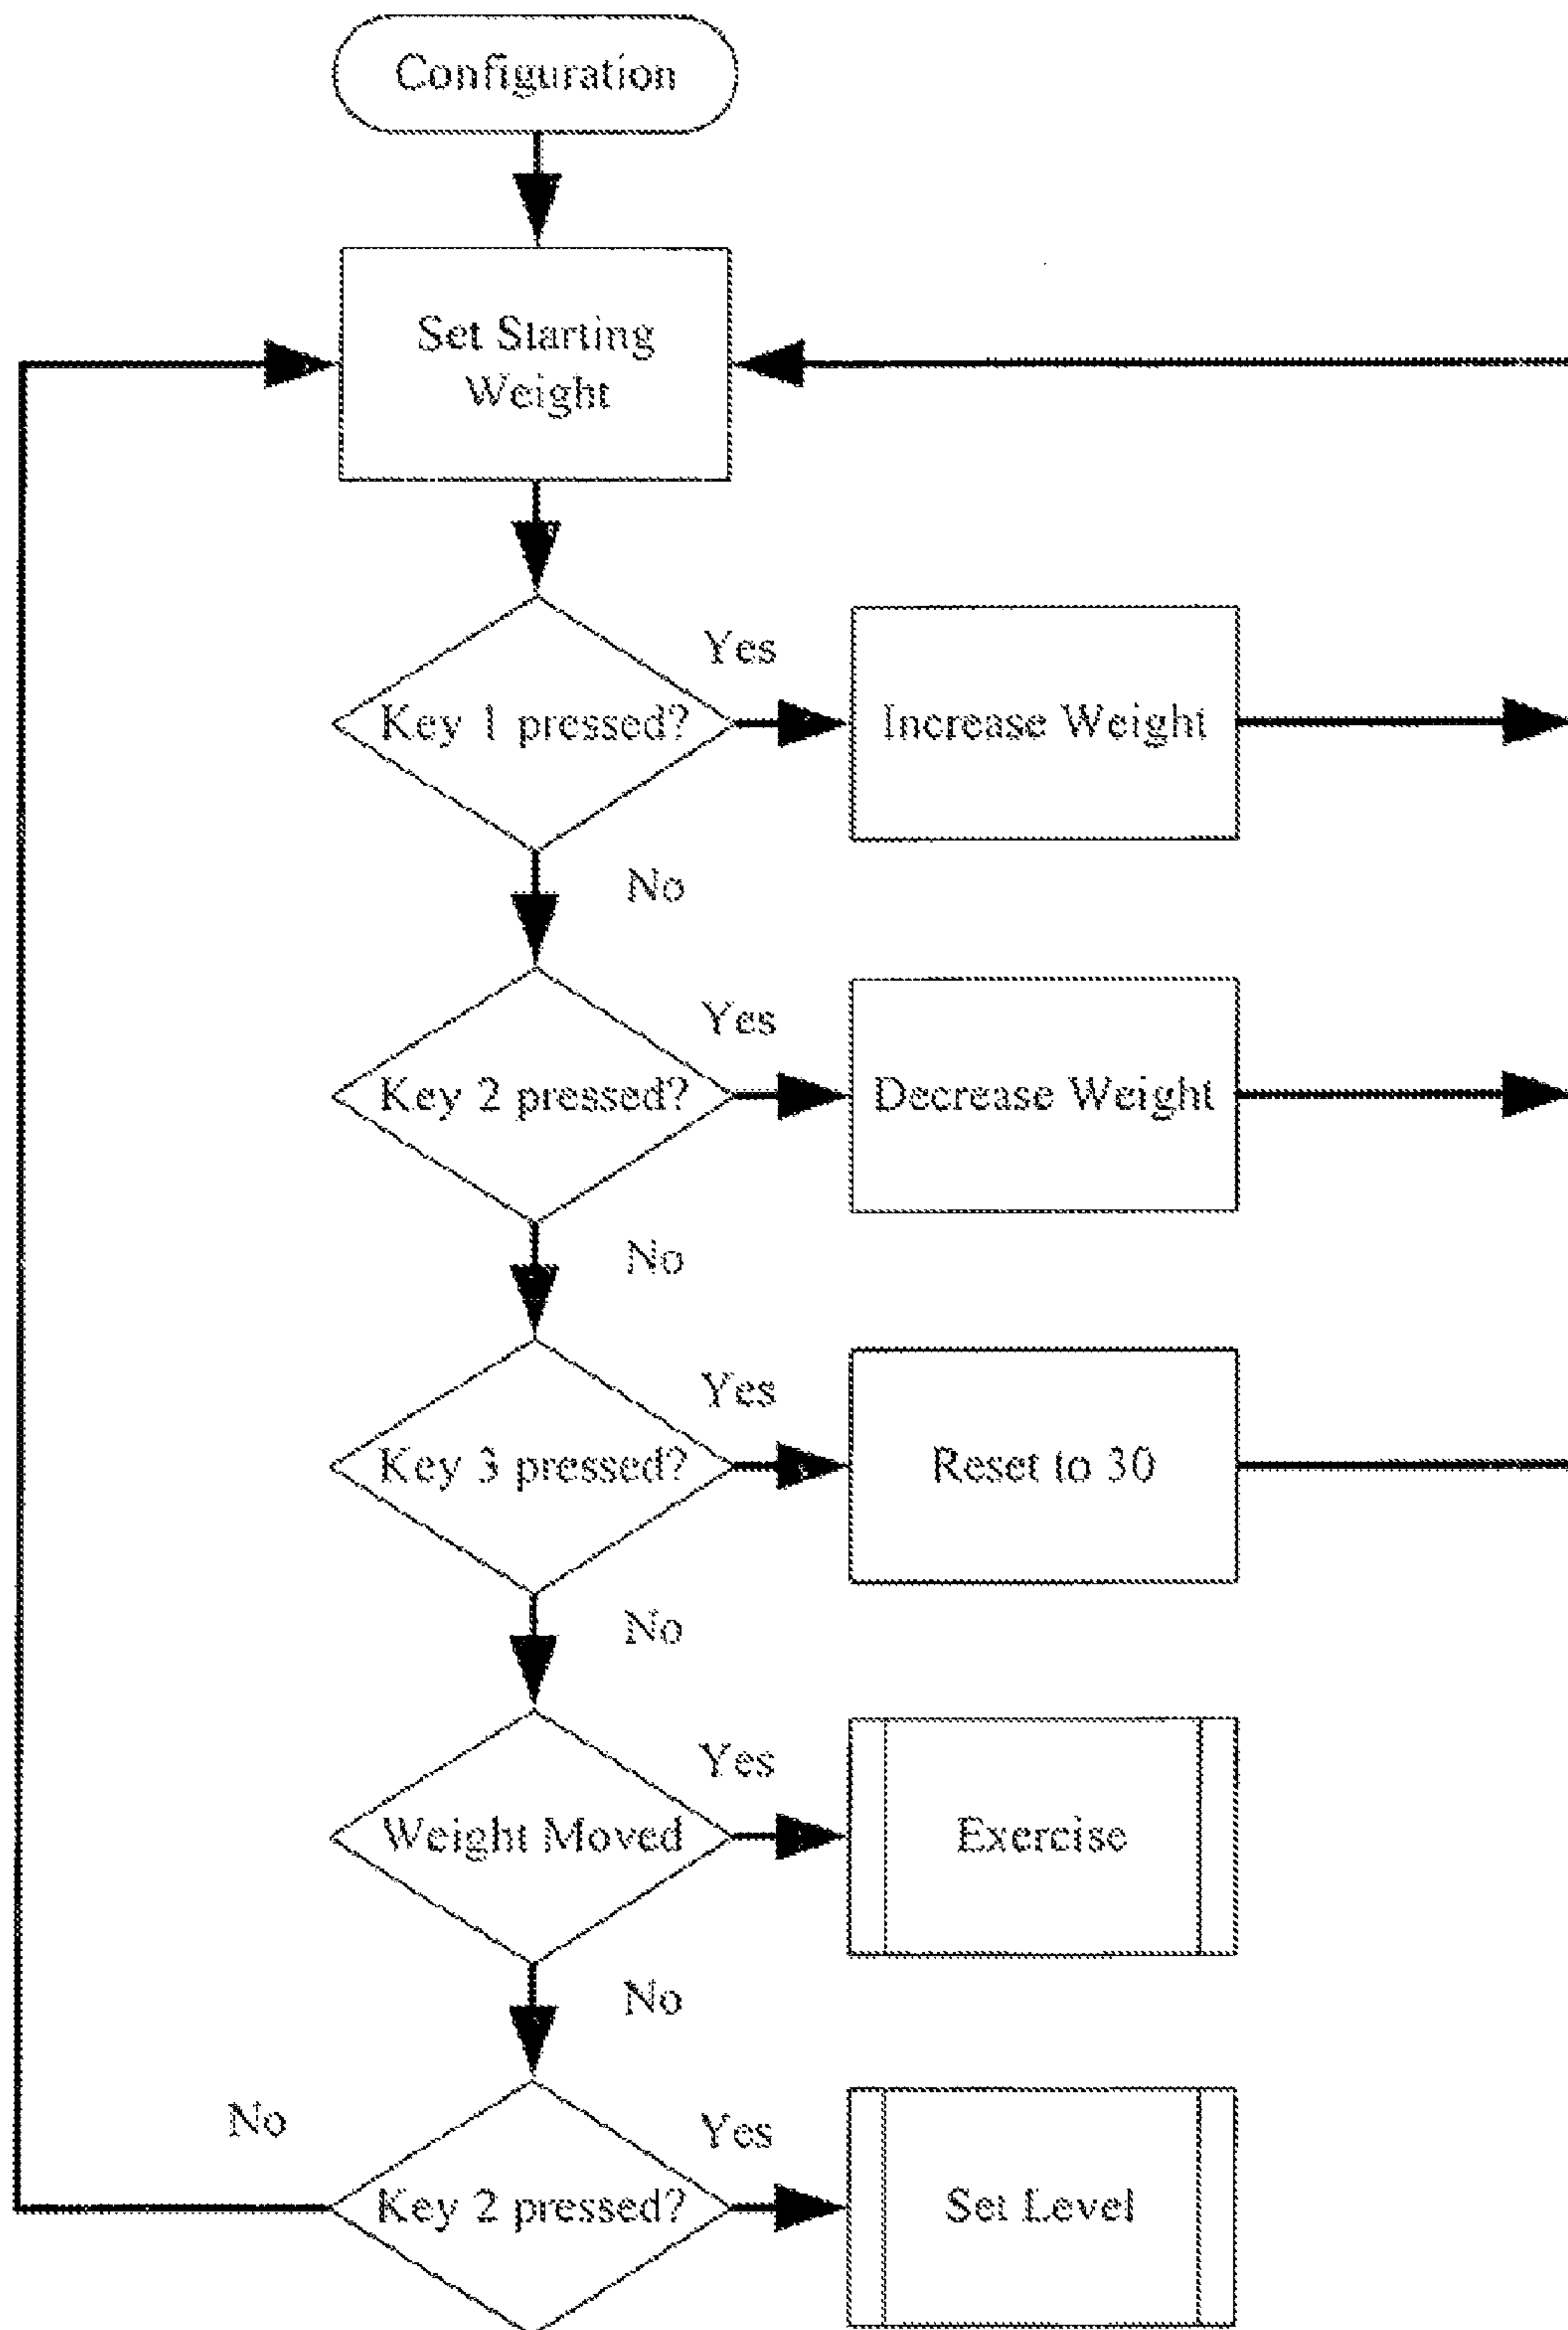 Configuration
Set Starting
Weight
Yes
Key 1 pressed?
Increase Weight
No
Yes
Key 2 pressed?
Decrease Weight
No
Yes
Key 3 pressed?
Reset to 30
No
Yes
Weight Moved
Exercise
No
No
Yes
Key 2 pressed?
Set Level